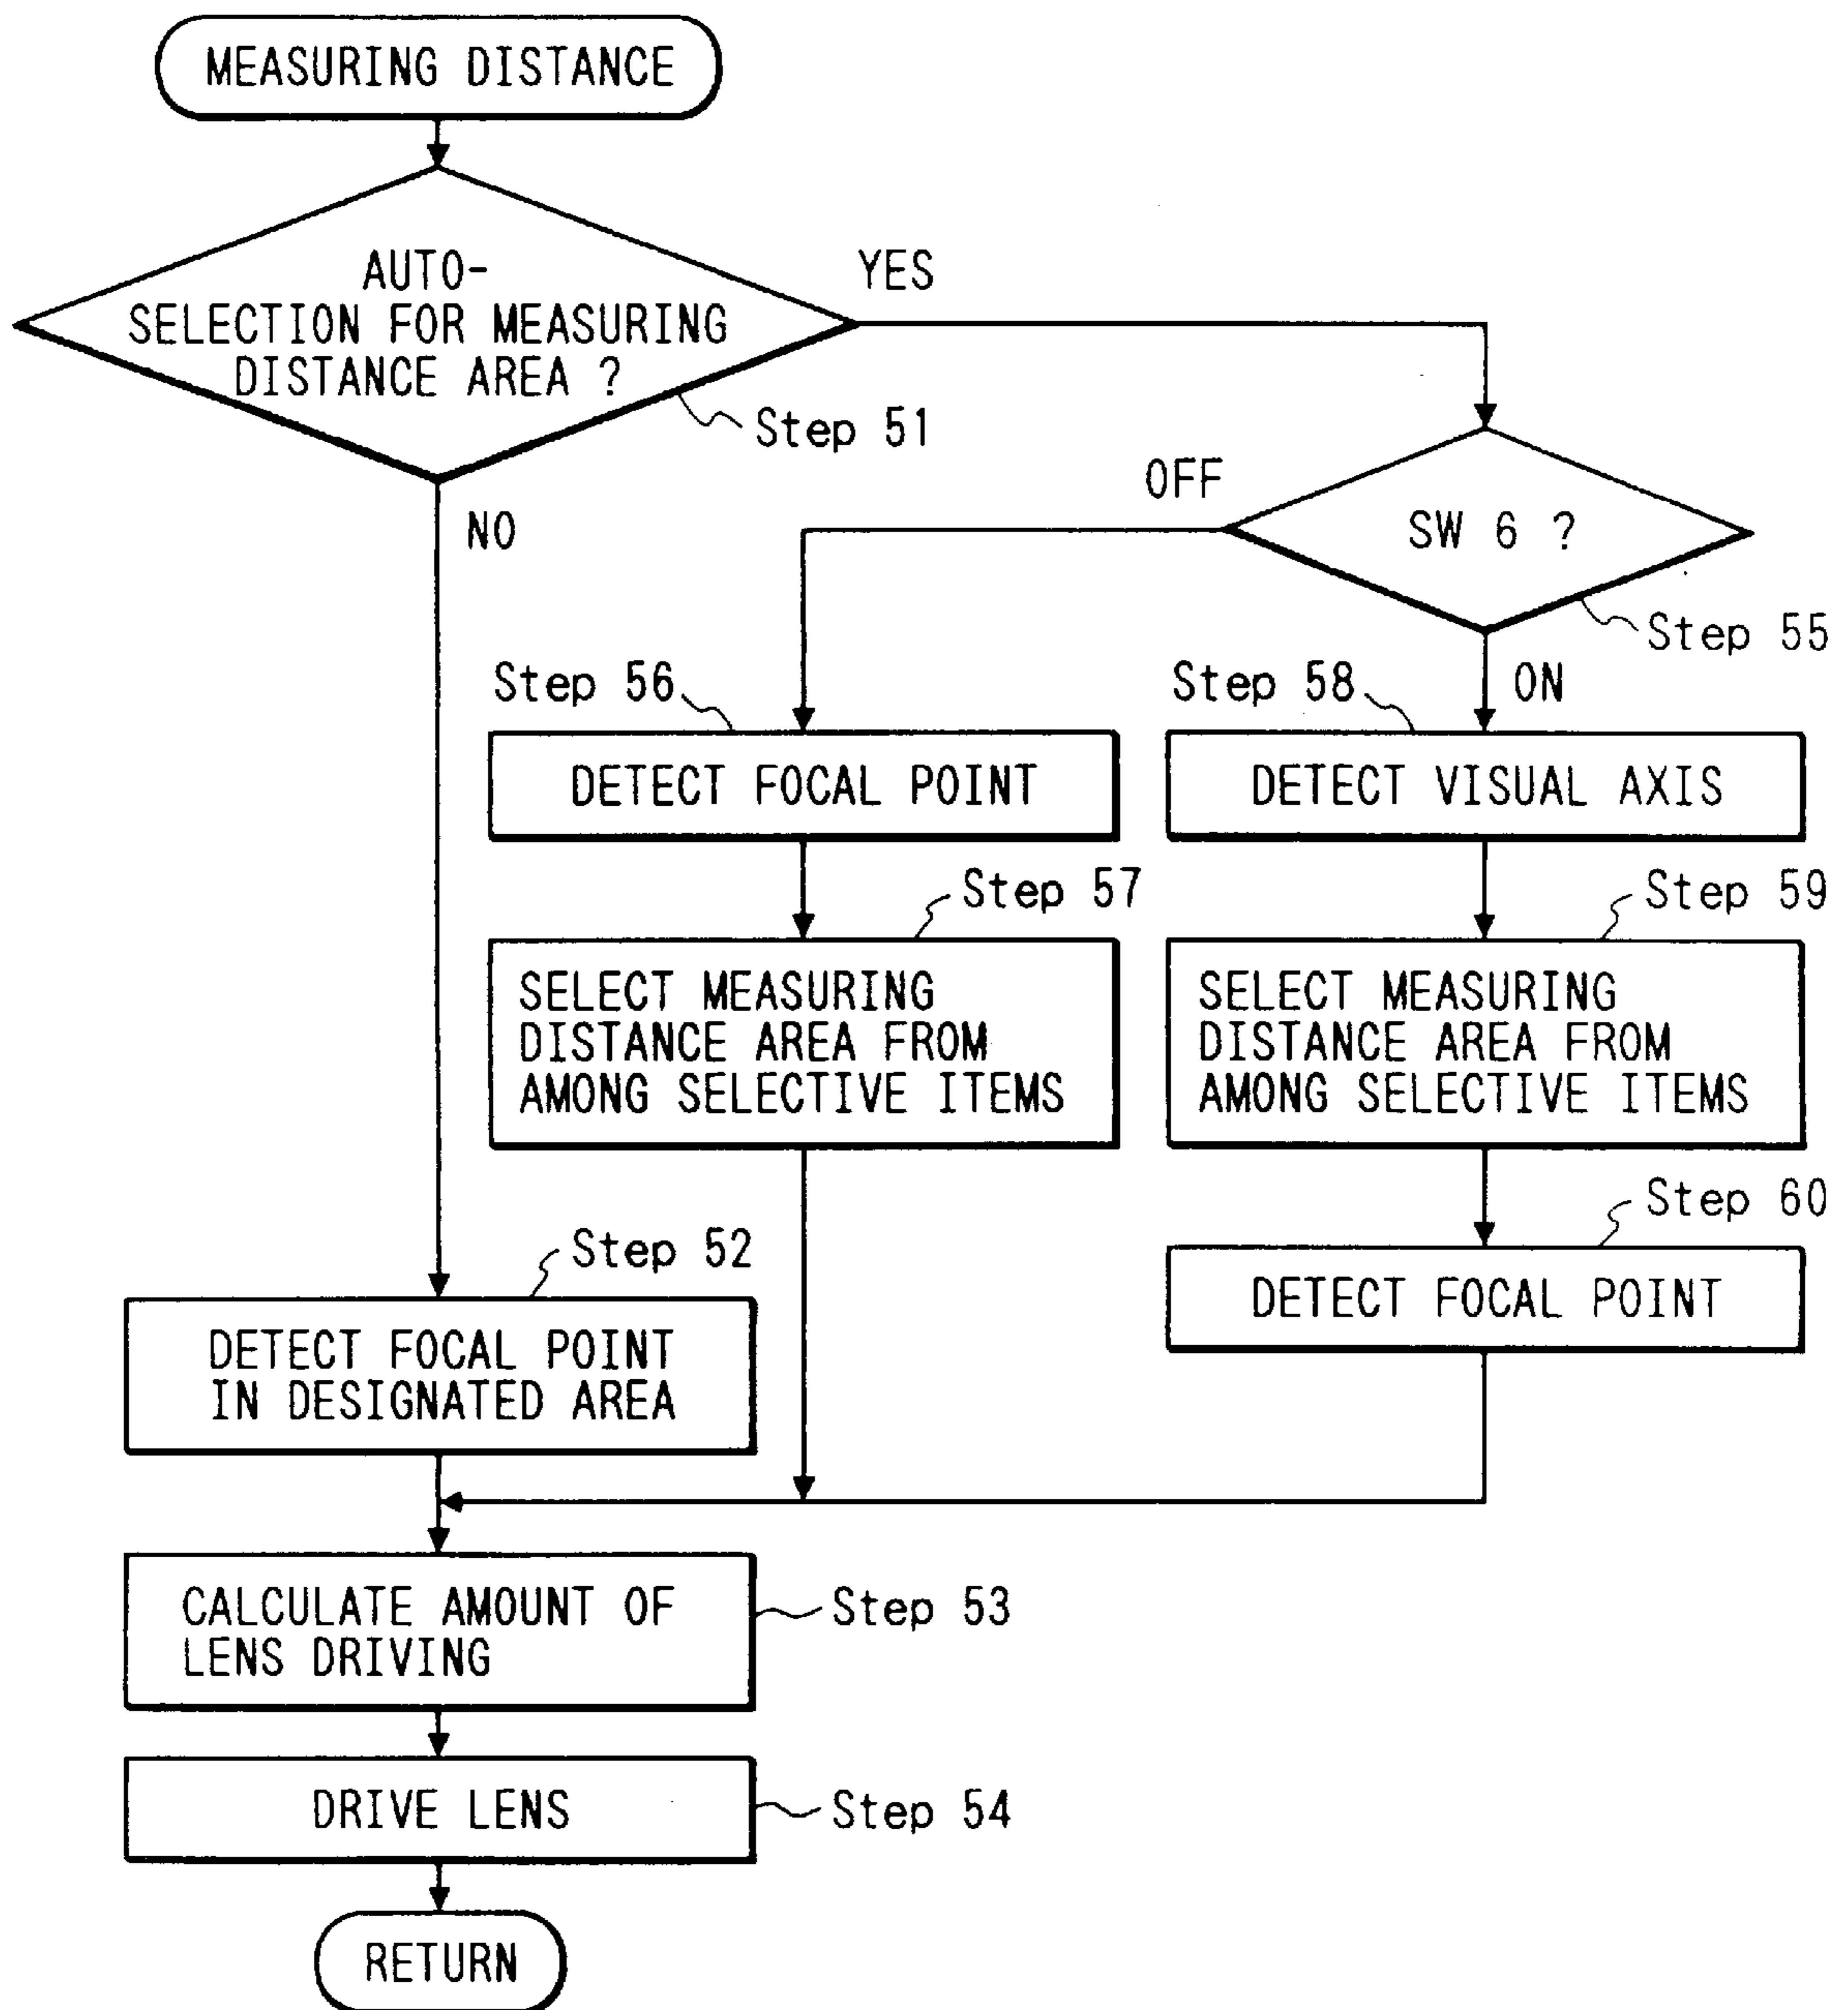 MEASURING DISTANCE
AUTO-
SELECTION FOR MEASURING
DISTANCE AREA ?
YES
Step 51
NO
OFF
SW 6 ?
Step 55
ON
Step 56
DETECT FOCAL POINT
Step 58
DETECT VISUAL AXIS
Step 57
SELECT MEASURING
DISTANCE AREA FROM
AMONG SELECTIVE ITEMS
Step 59
SELECT MEASURING
DISTANCE AREA FROM
AMONG SELECTIVE ITEMS
Step 60
DETECT FOCAL POINT
Step 52
DETECT FOCAL POINT
IN DESIGNATED AREA
CALCULATE AMOUNT OF
LENS DRIVING
Step 53
DRIVE LENS
Step 54
RETURN